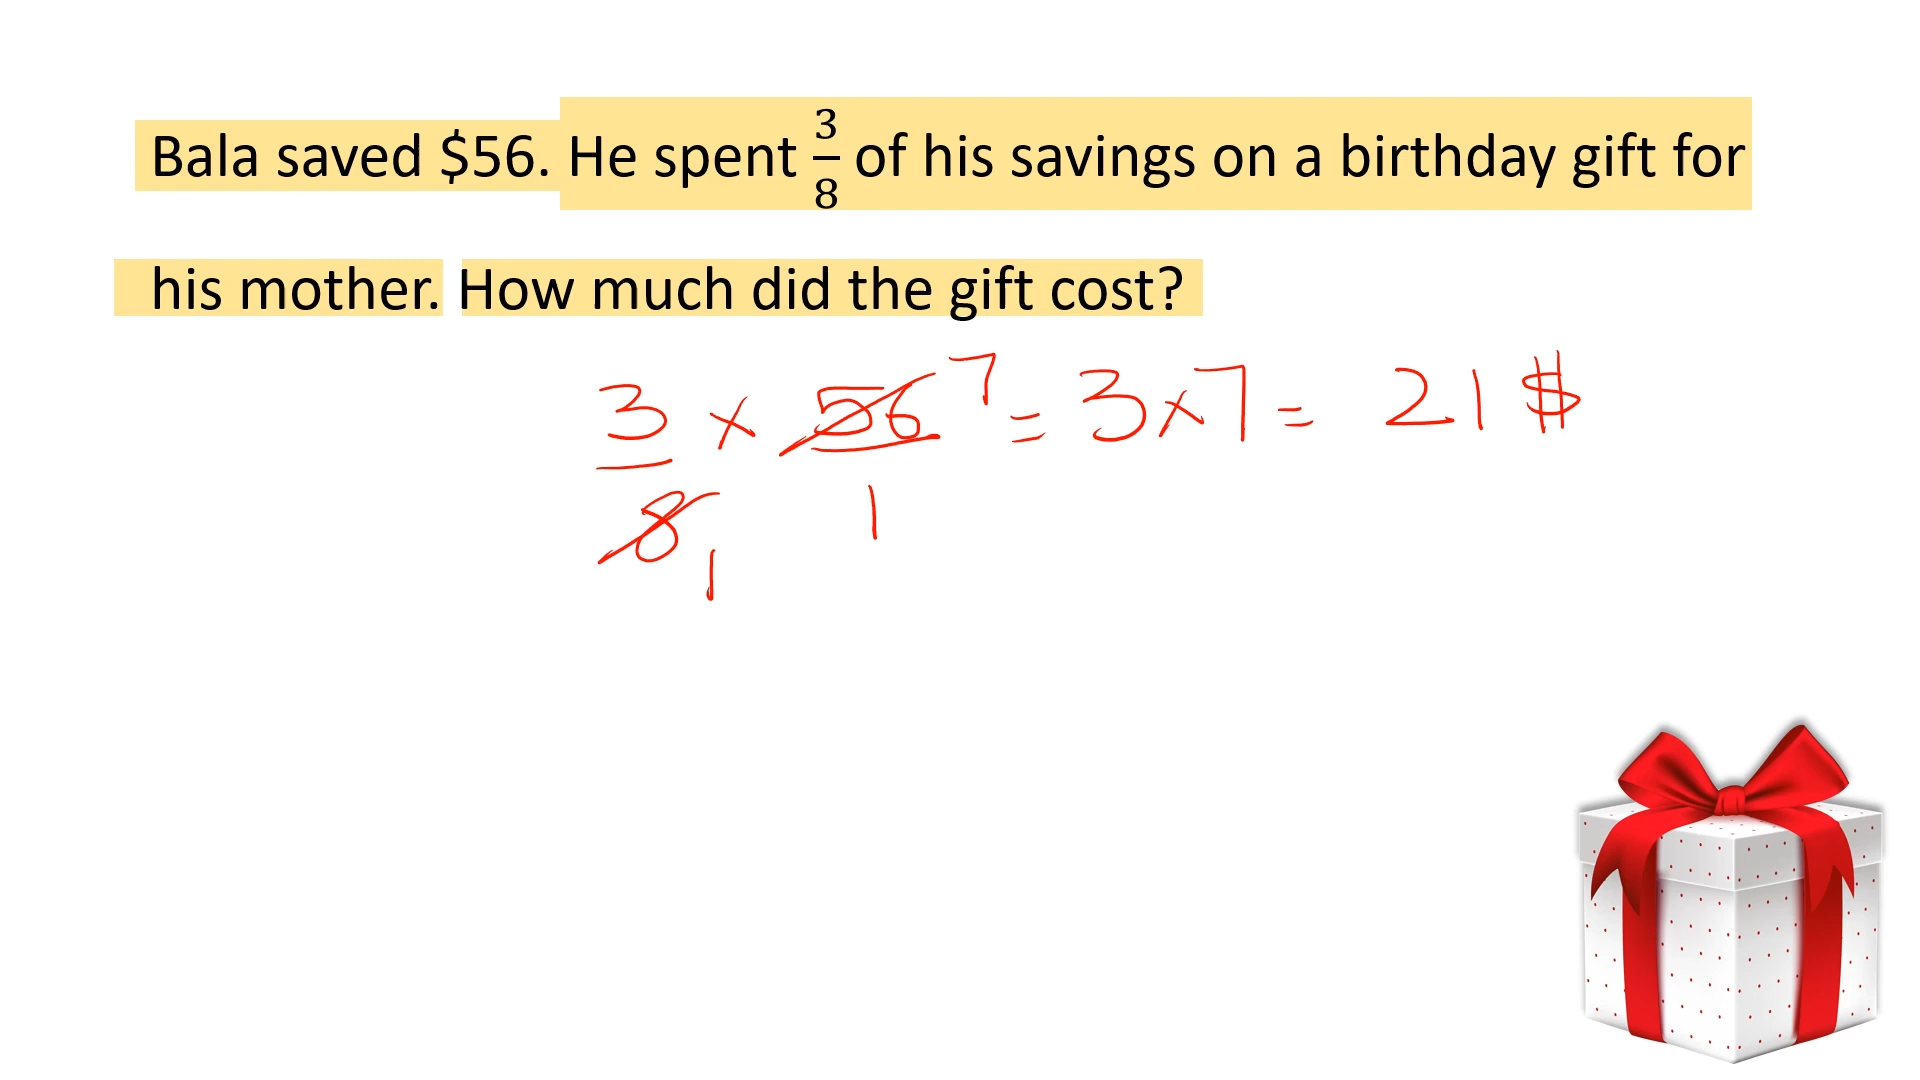 Bala saved $56. He spent 3/8 of his savings on a birthday gift for
his mother. How much did the gift cost?
3/8 1 × 56/1 7 = 3×7 = 21 $